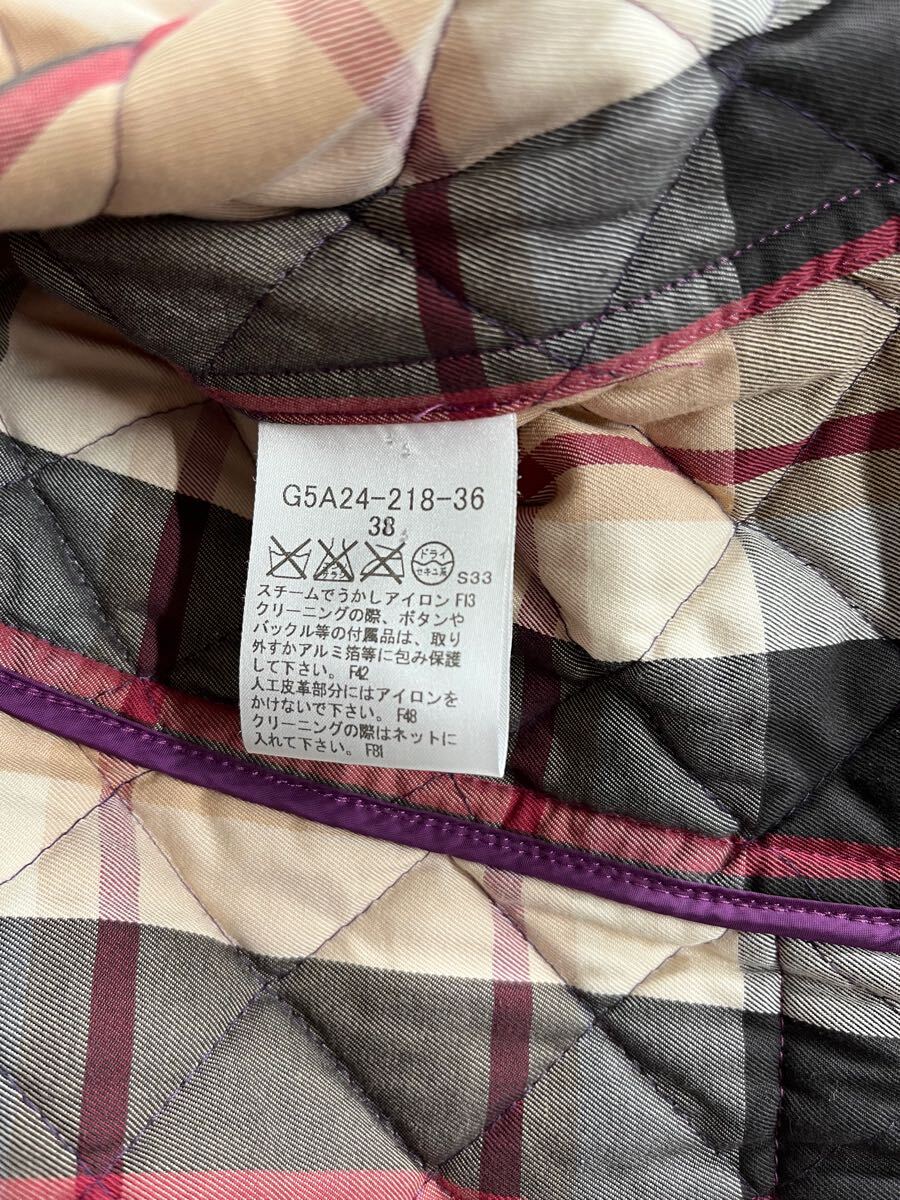 G5A24-218-36
38
ドライ
セキユ系
S33
スチームでうかしアイロン F13
クリーニングの際、ボタンや
バックル等の付属品は、取り
外すかアルミ箔等に包み保護
して下さい。 F42
人工皮革部分にはアイロンを
かけないで下さい。 F48
クリーニングの際はネットに
入れて下さい。 F81